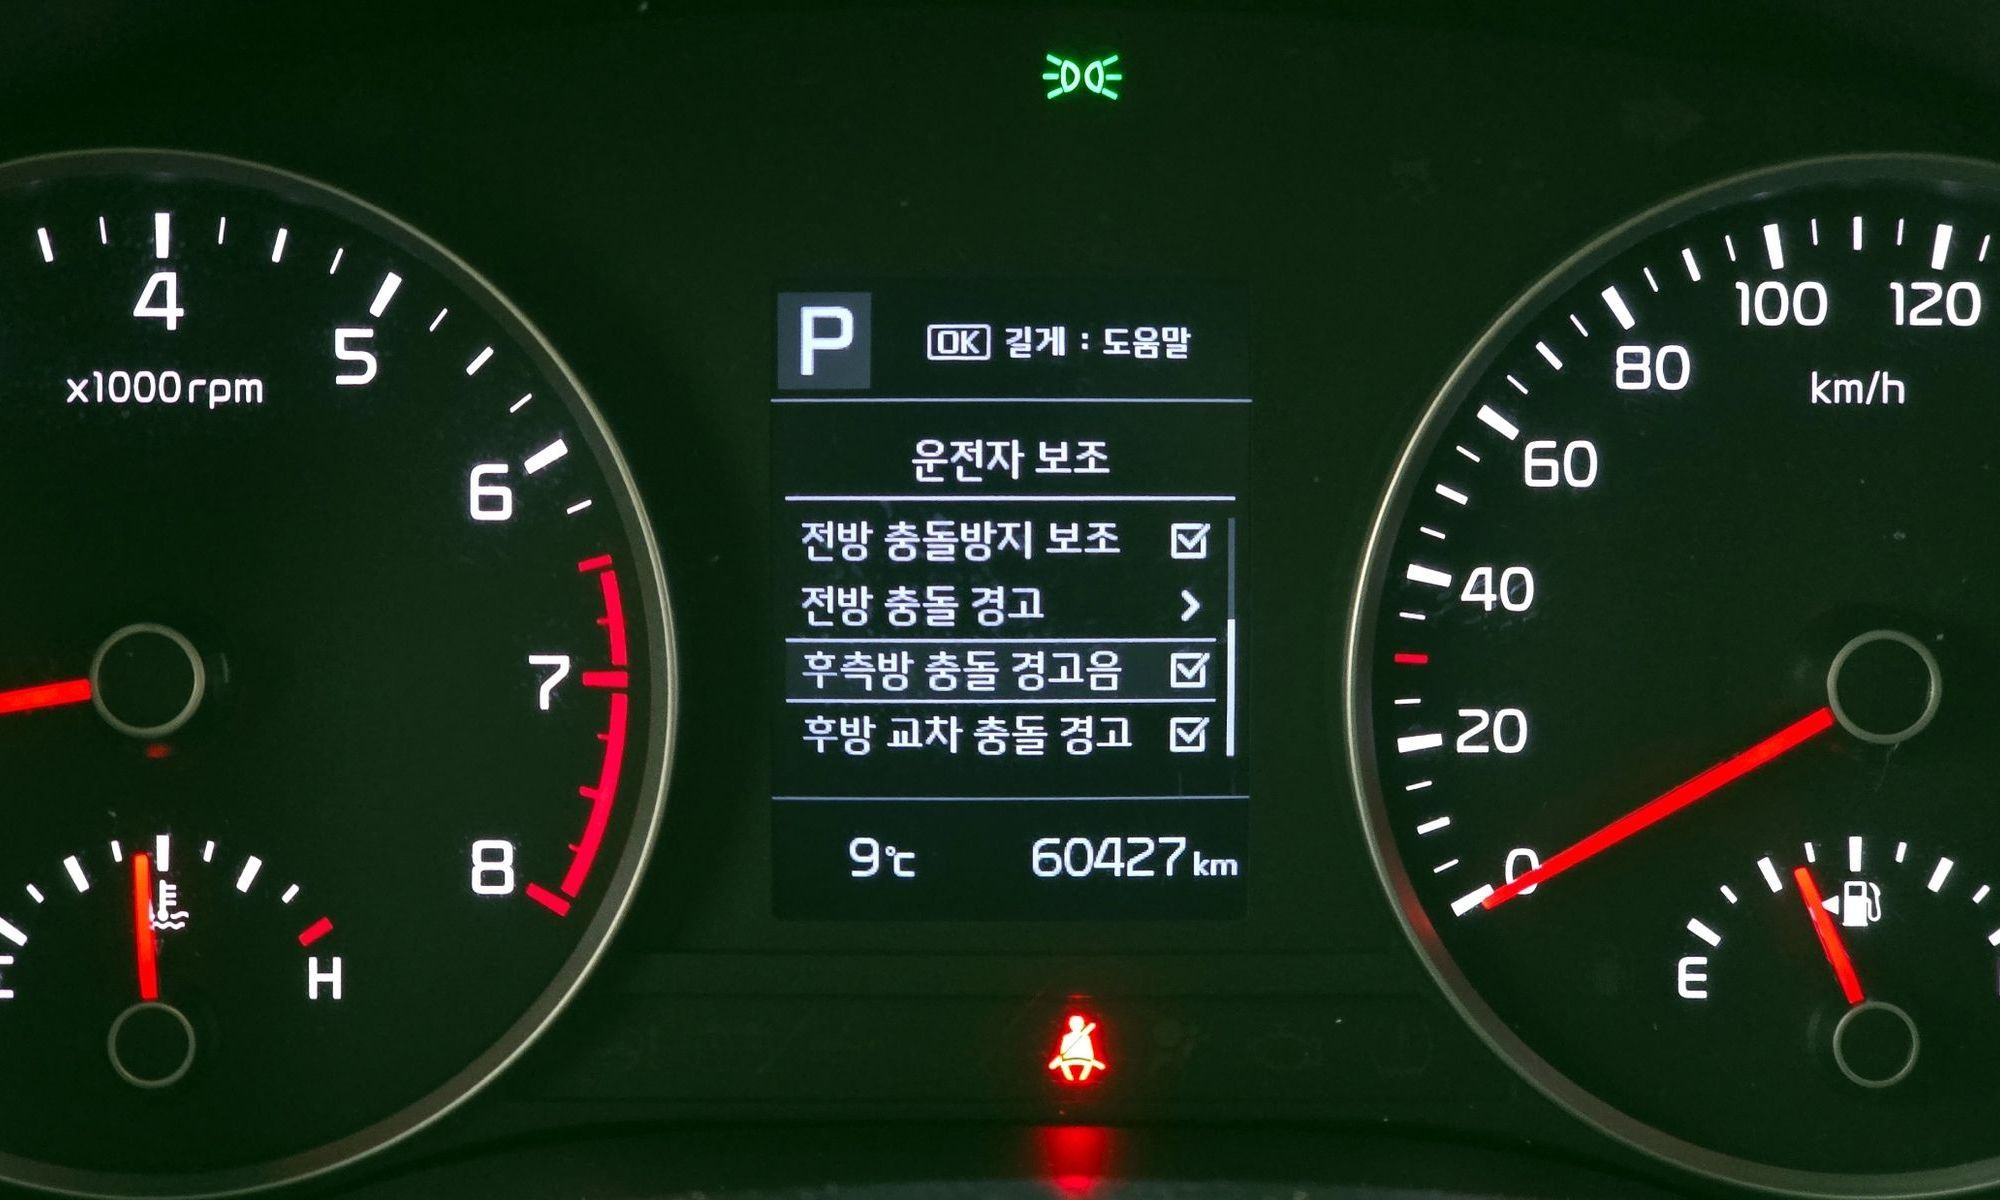 4
5
x1000rpm
6
7
8
H
P
OK 길게 : 도움말
운전자 보조
전방 충돌방지 보조
전방 충돌 경고
후측방 충돌 경고음
후방 교차 충돌 경고
9℃ 60427km
100 120
80
km/h
60
40
20
0
E